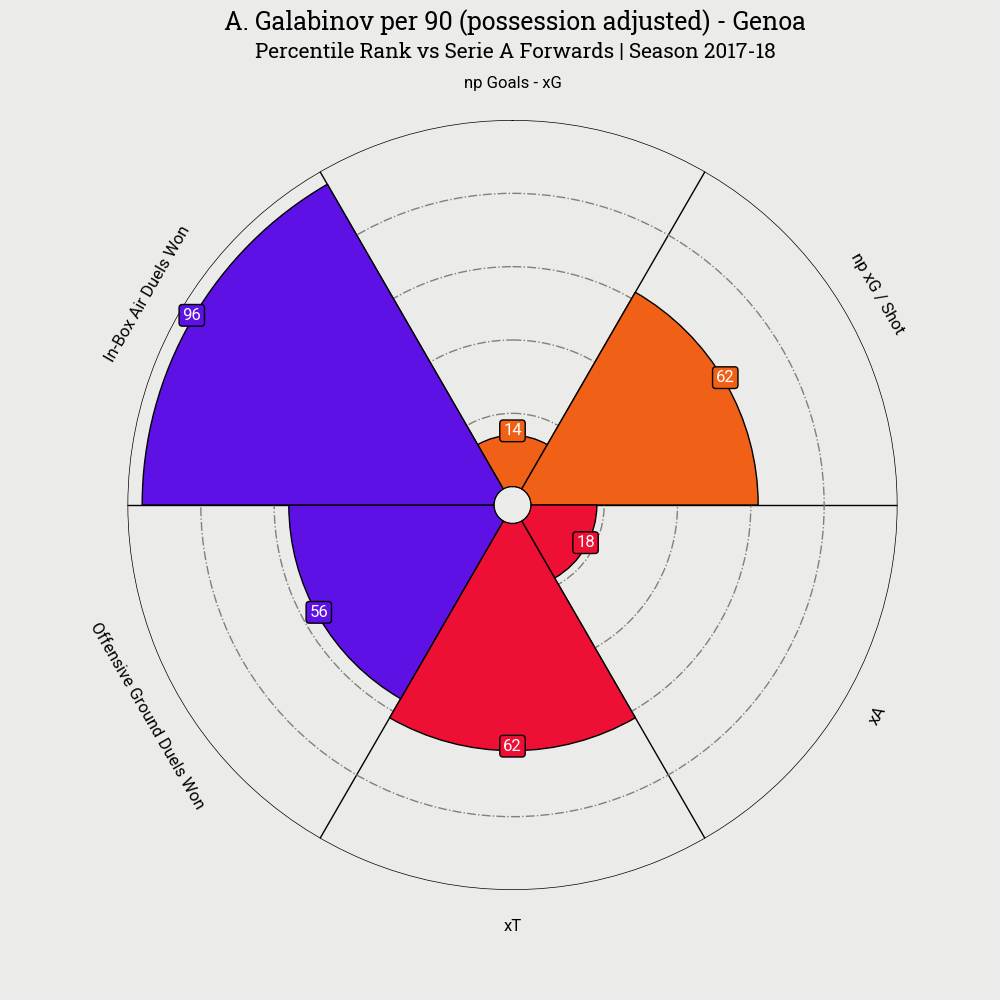 A. Galabinov per 90 (possession adjusted) - Genoa
Percentile Rank vs Serie A Forwards | Season 2017-18
np Goals - xG
np xG / Shot
In-Box Air Duels Won
96
62
14
18
56
62
Offensive Ground Duels Won
xA
xT